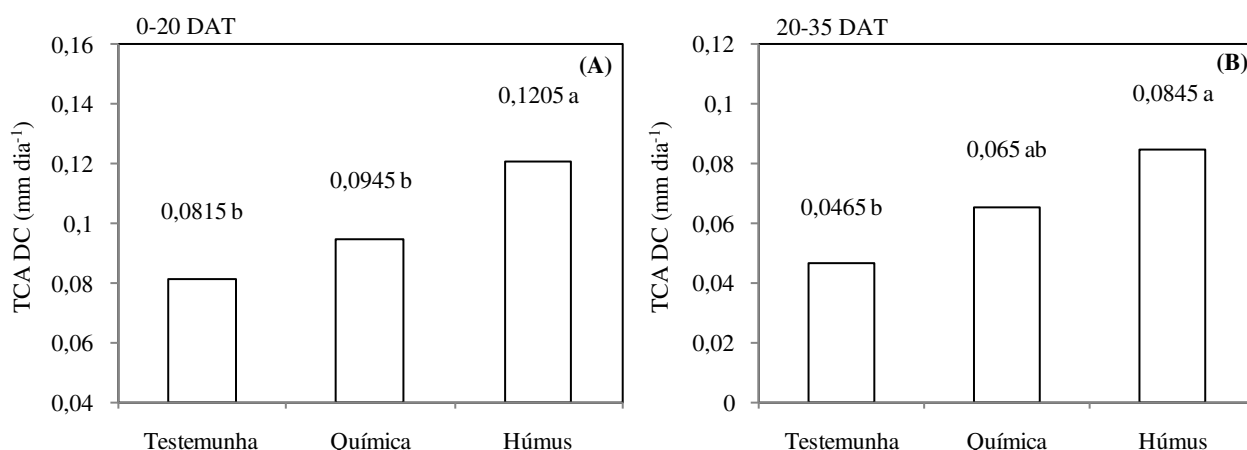 0-20 DAT
(A)
TCA DC (mm dia⁻¹)
0,16
0,14
0,12
0,1
0,08
0,06
0,04
0,0815 b
0,0945 b
0,1205 a
Testemunha
Química
Húmus
20-35 DAT
(B)
TCA DC (mm dia⁻¹)
0,12
0,1
0,08
0,06
0,04
0,02
0
0,0465 b
0,065 ab
0,0845 a
Testemunha
Química
Húmus